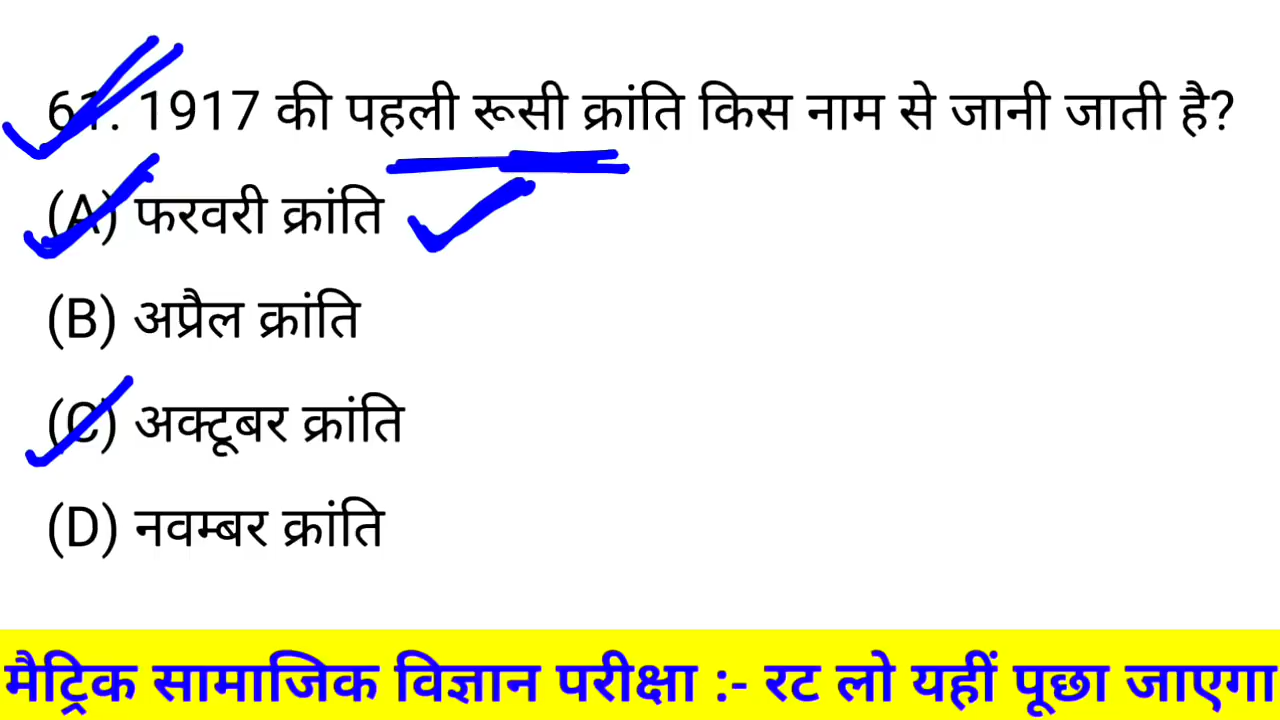 61. 1917 की पहली रूसी क्रांति किस नाम से जानी जाती है?
(A) फरवरी क्रांति
(B) अप्रैल क्रांति
(C) अक्टूबर क्रांति
(D) नवम्बर क्रांति
मैट्रिक सामाजिक विज्ञान परीक्षा :- रट लो यहीं पूछा जाएगा